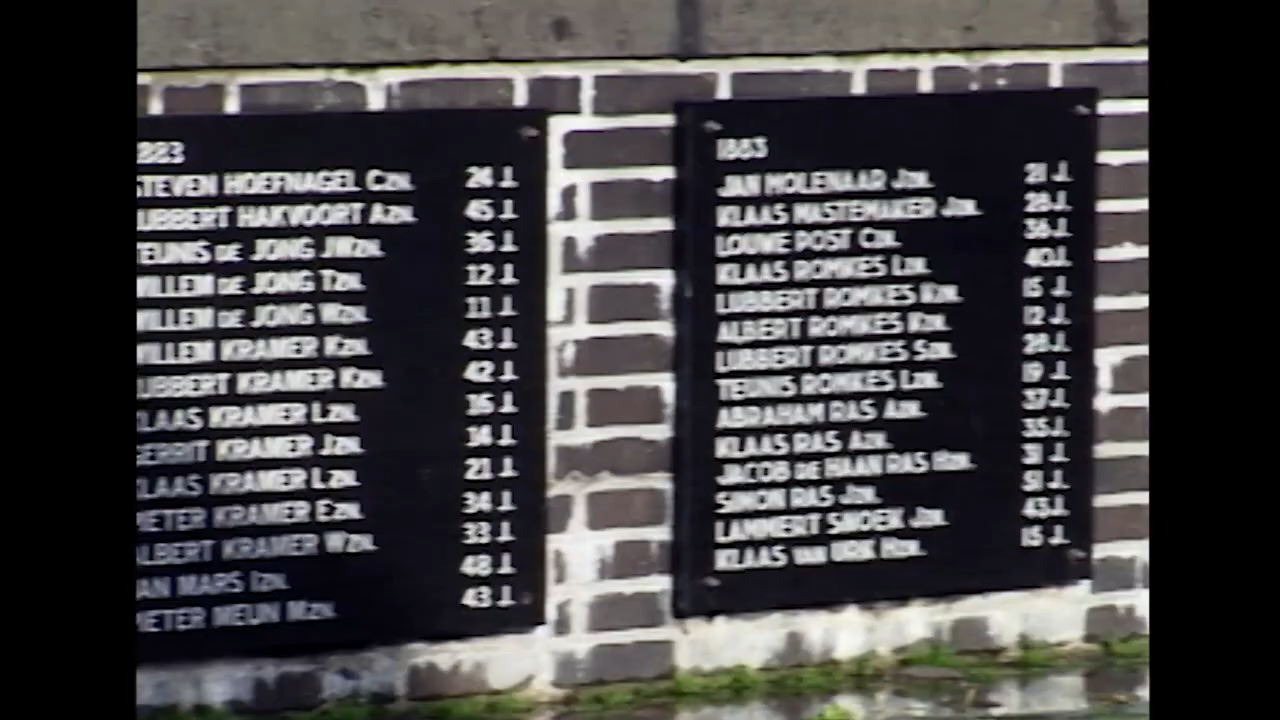 883
STEVEN HOEFNAGEL Czn. 24 J.
LUBBERT HAKVOORT Azn. 45 J.
TEUNIS DE JONG JWzn. 36 J.
WILLEM DE JONG Tzn. 12 J.
WILLEM DE JONG Wzn. 11 J.
WILLEM KRAMER Kzn. 43 J.
LUBBERT KRAMER Kzn. 42 J.
KLAAS KRAMER Lzn. 16 J.
GERRIT KRAMER Jzn. 14 J.
KLAAS KRAMER Lzn. 21 J.
PIETER KRAMER Ezn. 34 J.
ALBERT KRAMER Wzn. 33 J.
JAN MARS Izn. 48 J.
PIETER MEUN Mzn. 43 J.
1883
JAN MOLENAAR Jzn. 21 J.
KLAAS MASTEMAKER Jzn. 28 J.
LOUWE POST Czn. 36 J.
KLAAS ROMKES Lzn. 40 J.
LUBBERT ROMKES Kzn. 15 J.
ALBERT ROMKES Kzn. 12 J.
LUBBERT ROMKES Szn. 28 J.
TEUNIS ROMKES Lzn. 19 J.
ABRAHAM RAS Azn. 37 J.
KLAAS RAS Azn. 35 J.
JACOB DE HAAN RAS Hzn. 31 J.
SIMON RAS Jzn. 51 J.
LAMMERT SNOEK Jzn. 43 J.
KLAAS VAN URK Hzn. 15 J.